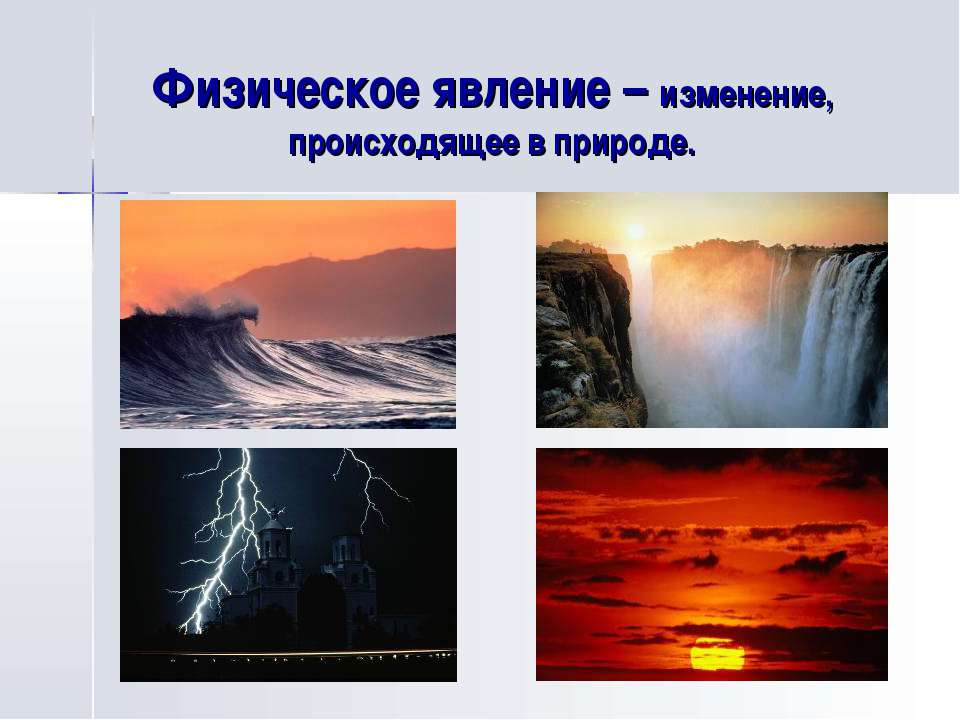 Физическое явление – изменение,
происходящее в природе.